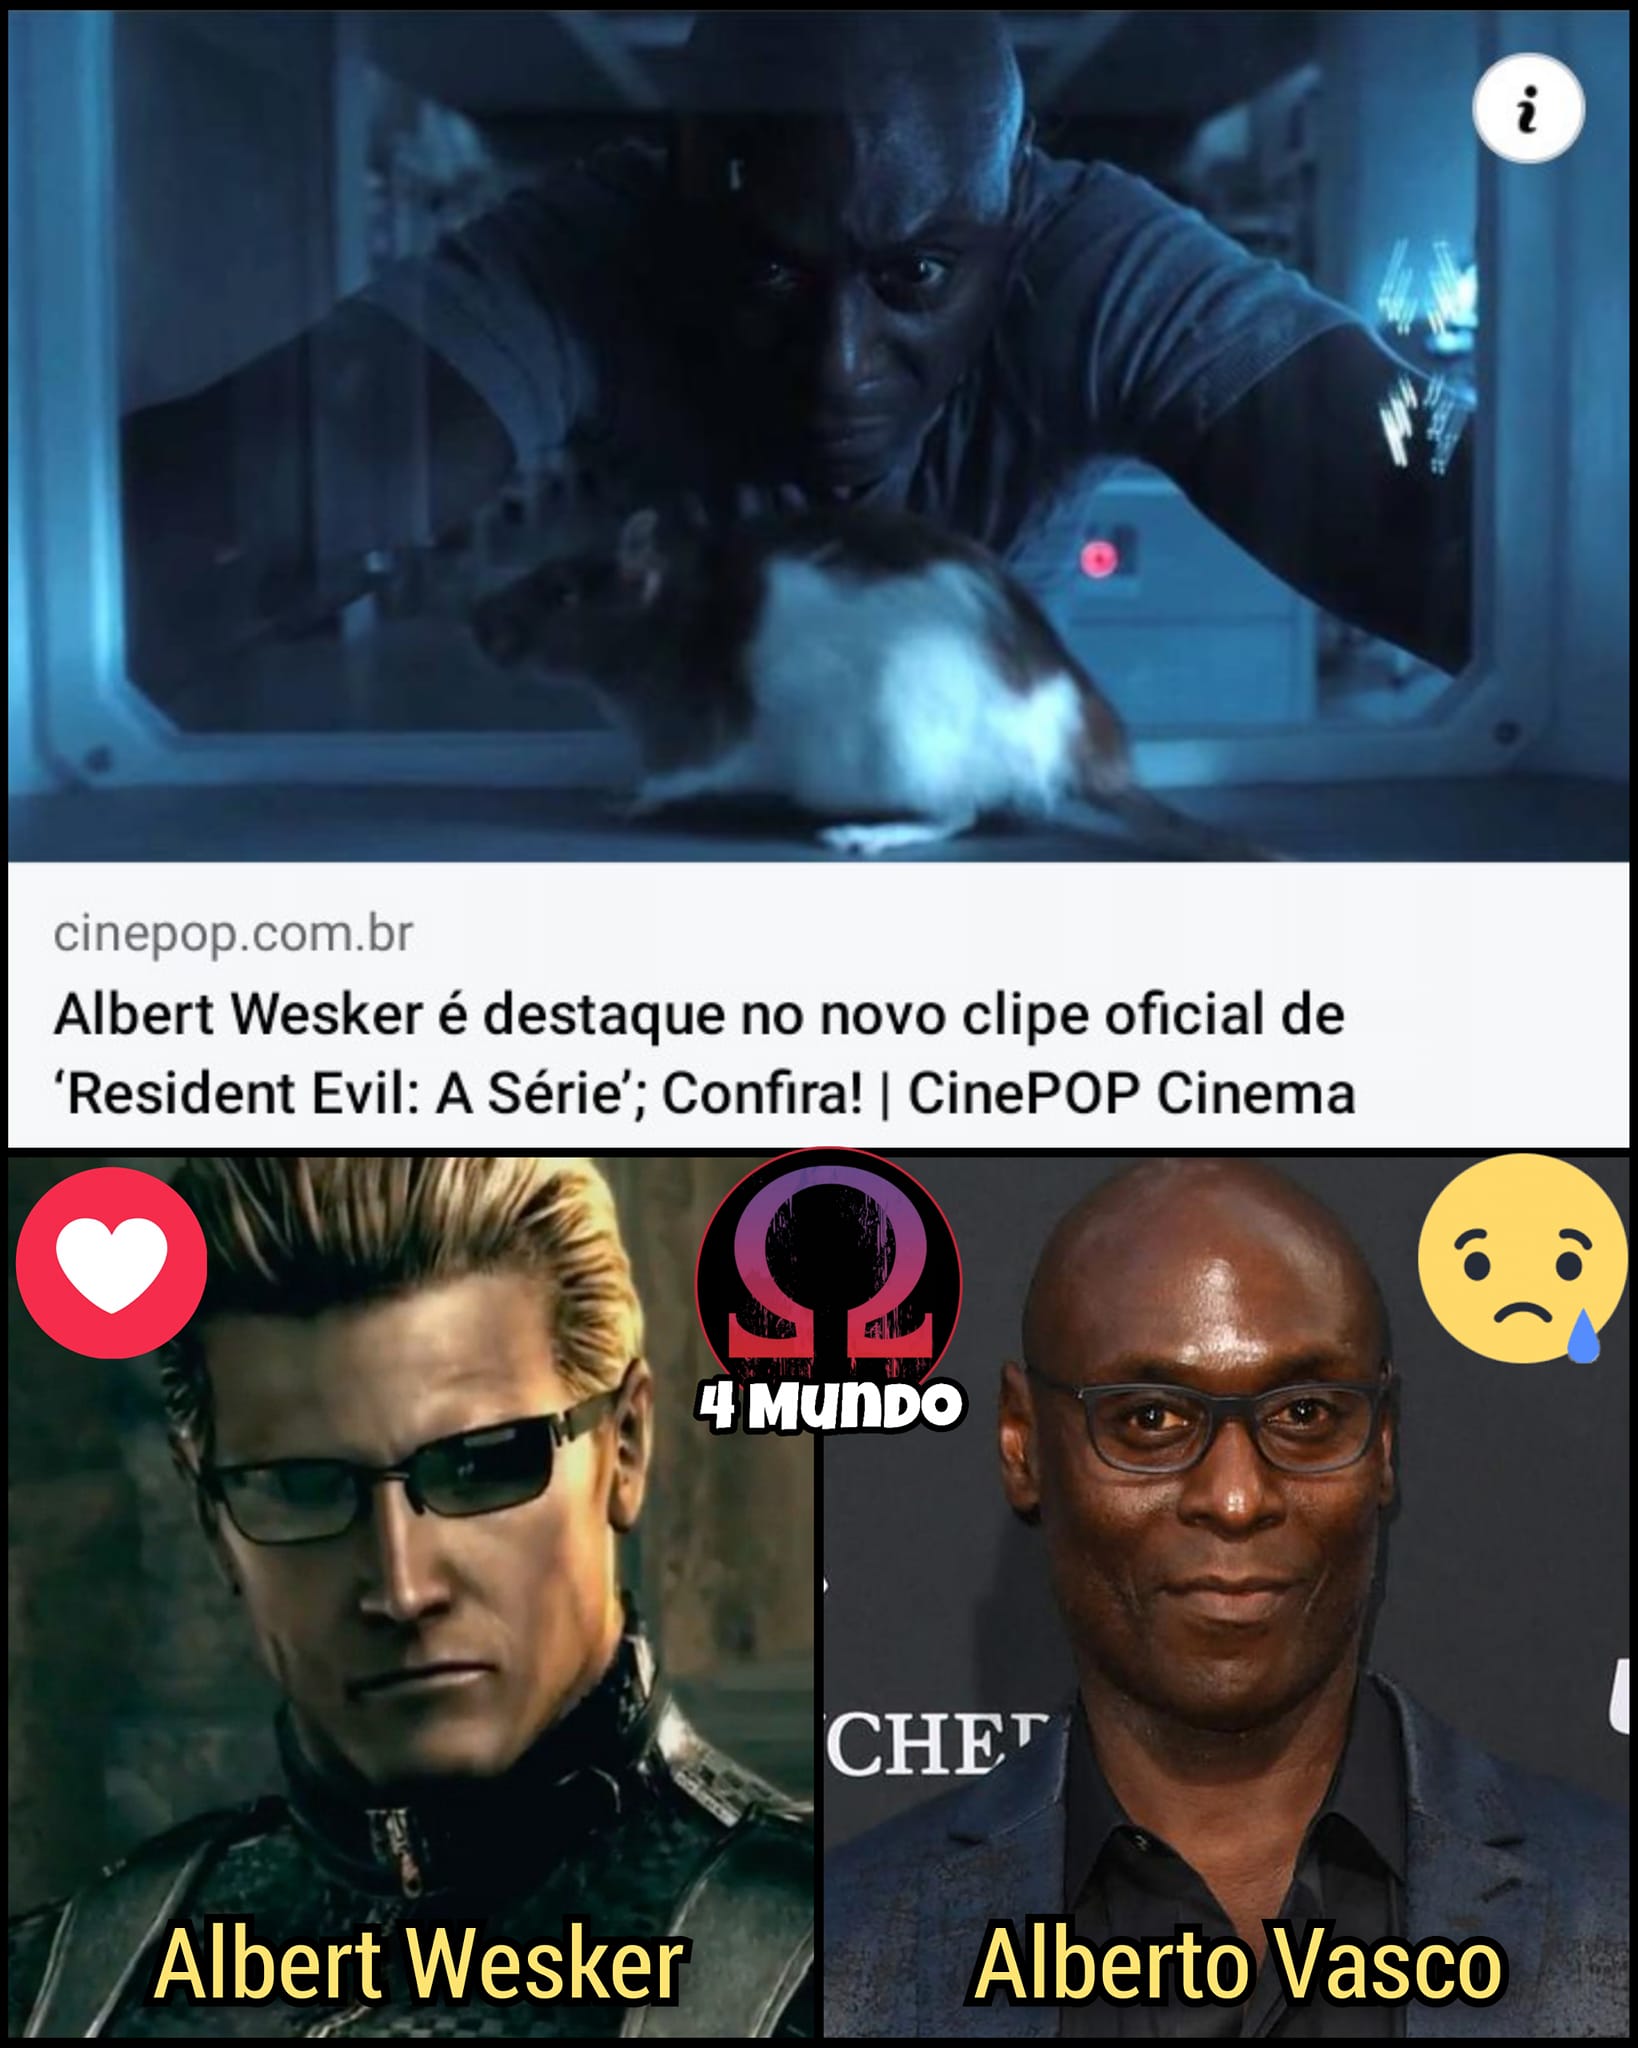 i
cinepop.com.br
Albert Wesker é destaque no novo clipe oficial de
‘Resident Evil: A Série’; Confira! | CinePOP Cinema
Ω
4 Mundo
CHER
Albert Wesker
Alberto Vasco